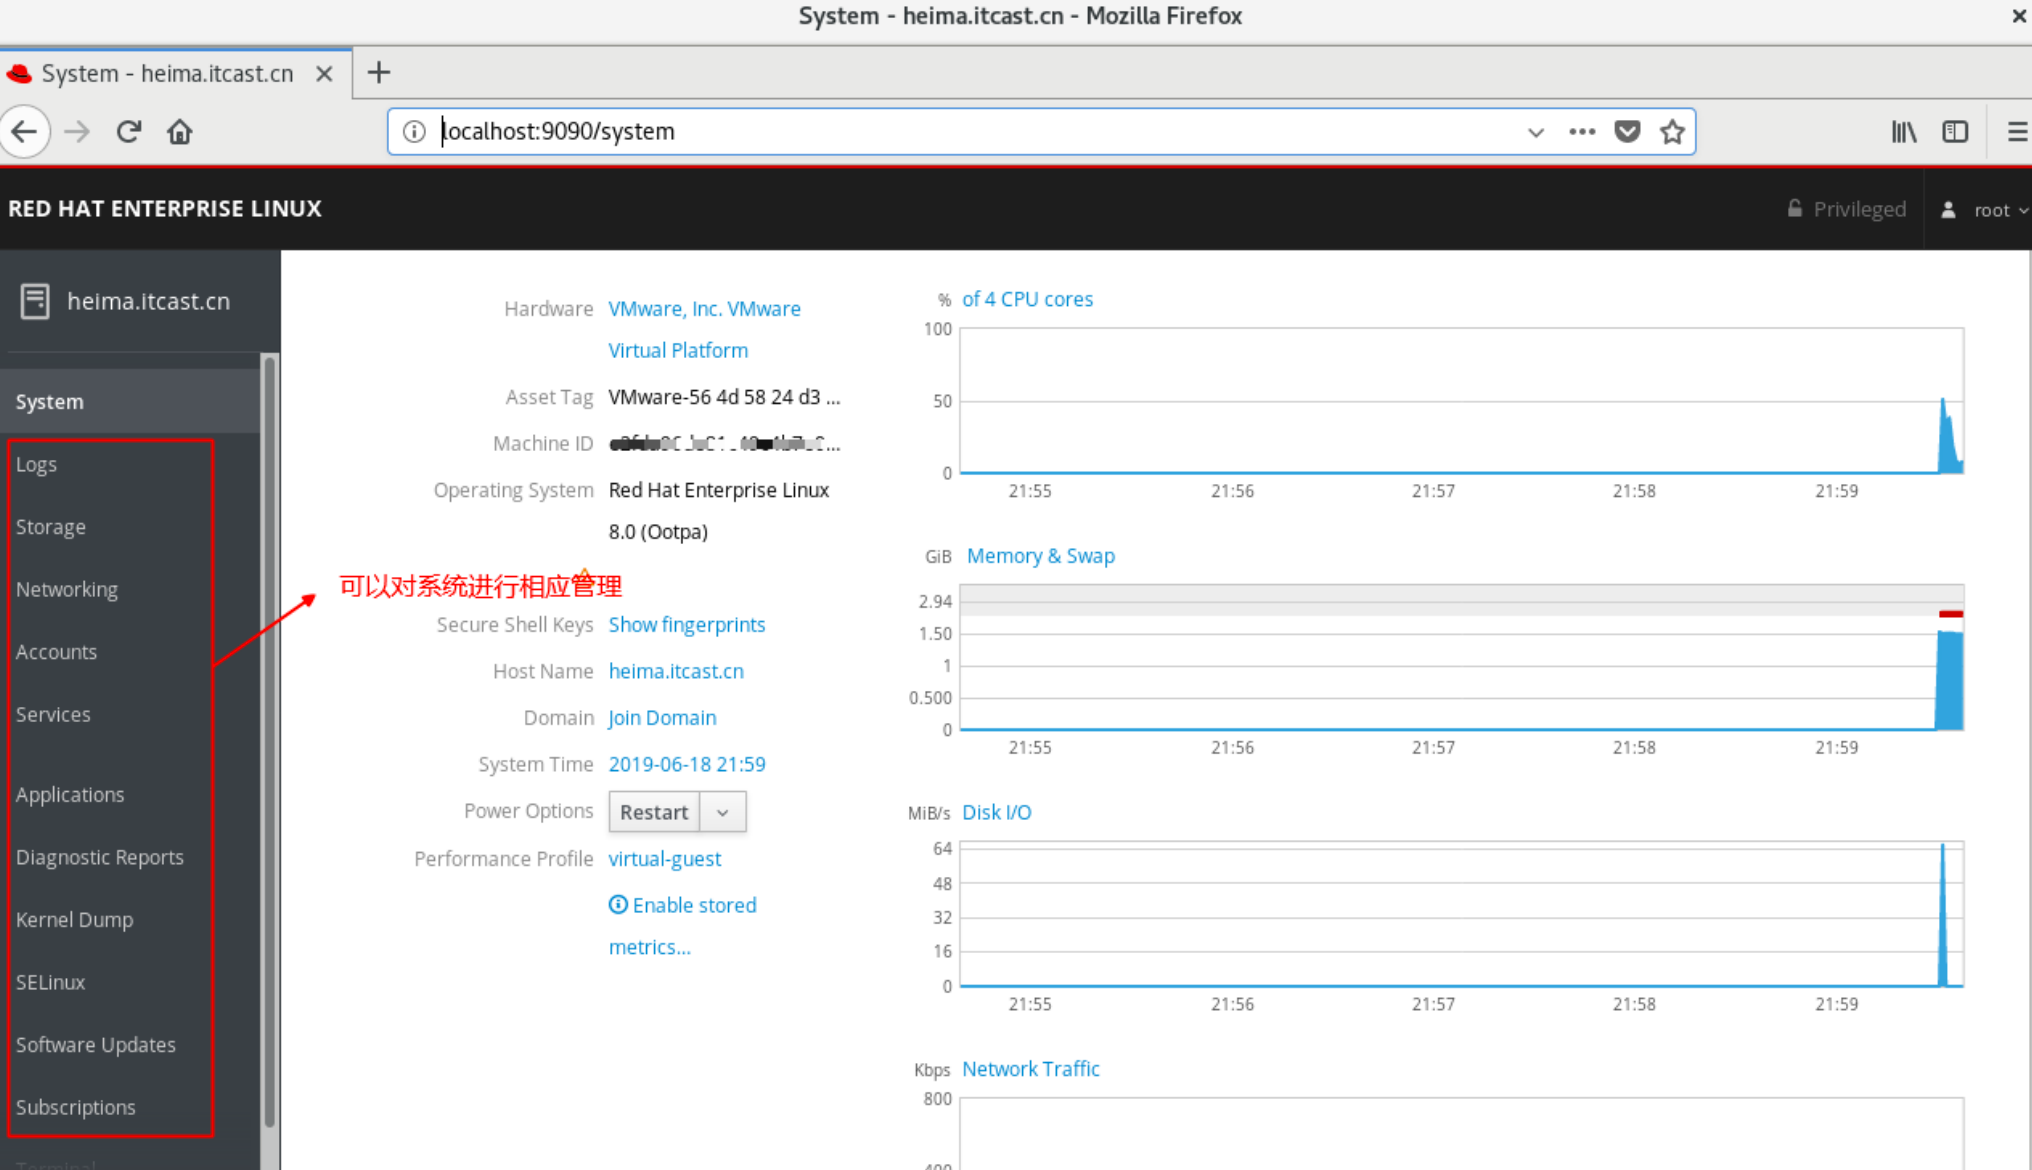 System - heima.itcast.cn - Mozilla Firefox
System - heima.itcast.cn
localhost:9090/system
RED HAT ENTERPRISE LINUX
Privileged
root
heima.itcast.cn
System
Logs
Storage
Networking
Accounts
Services
Applications
Diagnostic Reports
Kernel Dump
SELinux
Software Updates
Subscriptions
Terminal
可以对系统进行相应管理
Hardware VMware, Inc. VMware
Virtual Platform
Asset Tag VMware-56 4d 58 24 d3 ...
Machine ID
Operating System Red Hat Enterprise Linux
8.0 (Ootpa)
Secure Shell Keys Show fingerprints
Host Name heima.itcast.cn
Domain Join Domain
System Time 2019-06-18 21:59
Power Options Restart
Performance Profile virtual-guest
Enable stored
metrics...
% of 4 CPU cores
100
50
0
21:55 21:56 21:57 21:58 21:59
GiB Memory & Swap
2.94
1.50
1
0.500
0
21:55 21:56 21:57 21:58 21:59
MiB/s Disk I/O
64
48
32
16
0
21:55 21:56 21:57 21:58 21:59
Kbps Network Traffic
800
400